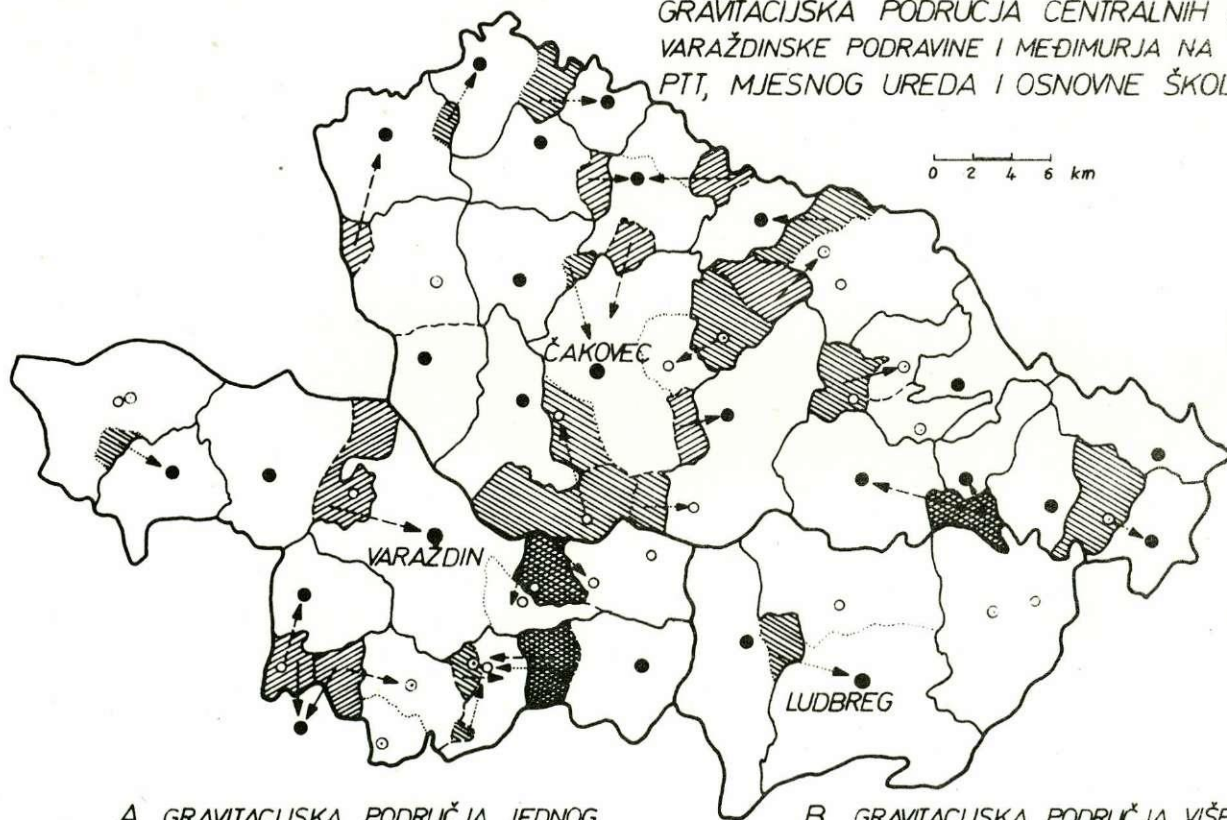 GRAVITACIJSKA PODRUČJA CENTRALNIH
VARAŽDINSKE PODRAVINE I MEĐIMURJA NA
PTT, MJESNOG UREDA I OSNOVNE ŠKOL
0 2 4 6 km
ČAKOVEC
VARAŽDIN
LUDBREG
A GRAVITACIJSKA PODRUČJA JEDNOG
B GRAVITACIJSKA PODRUČJA VIŠE